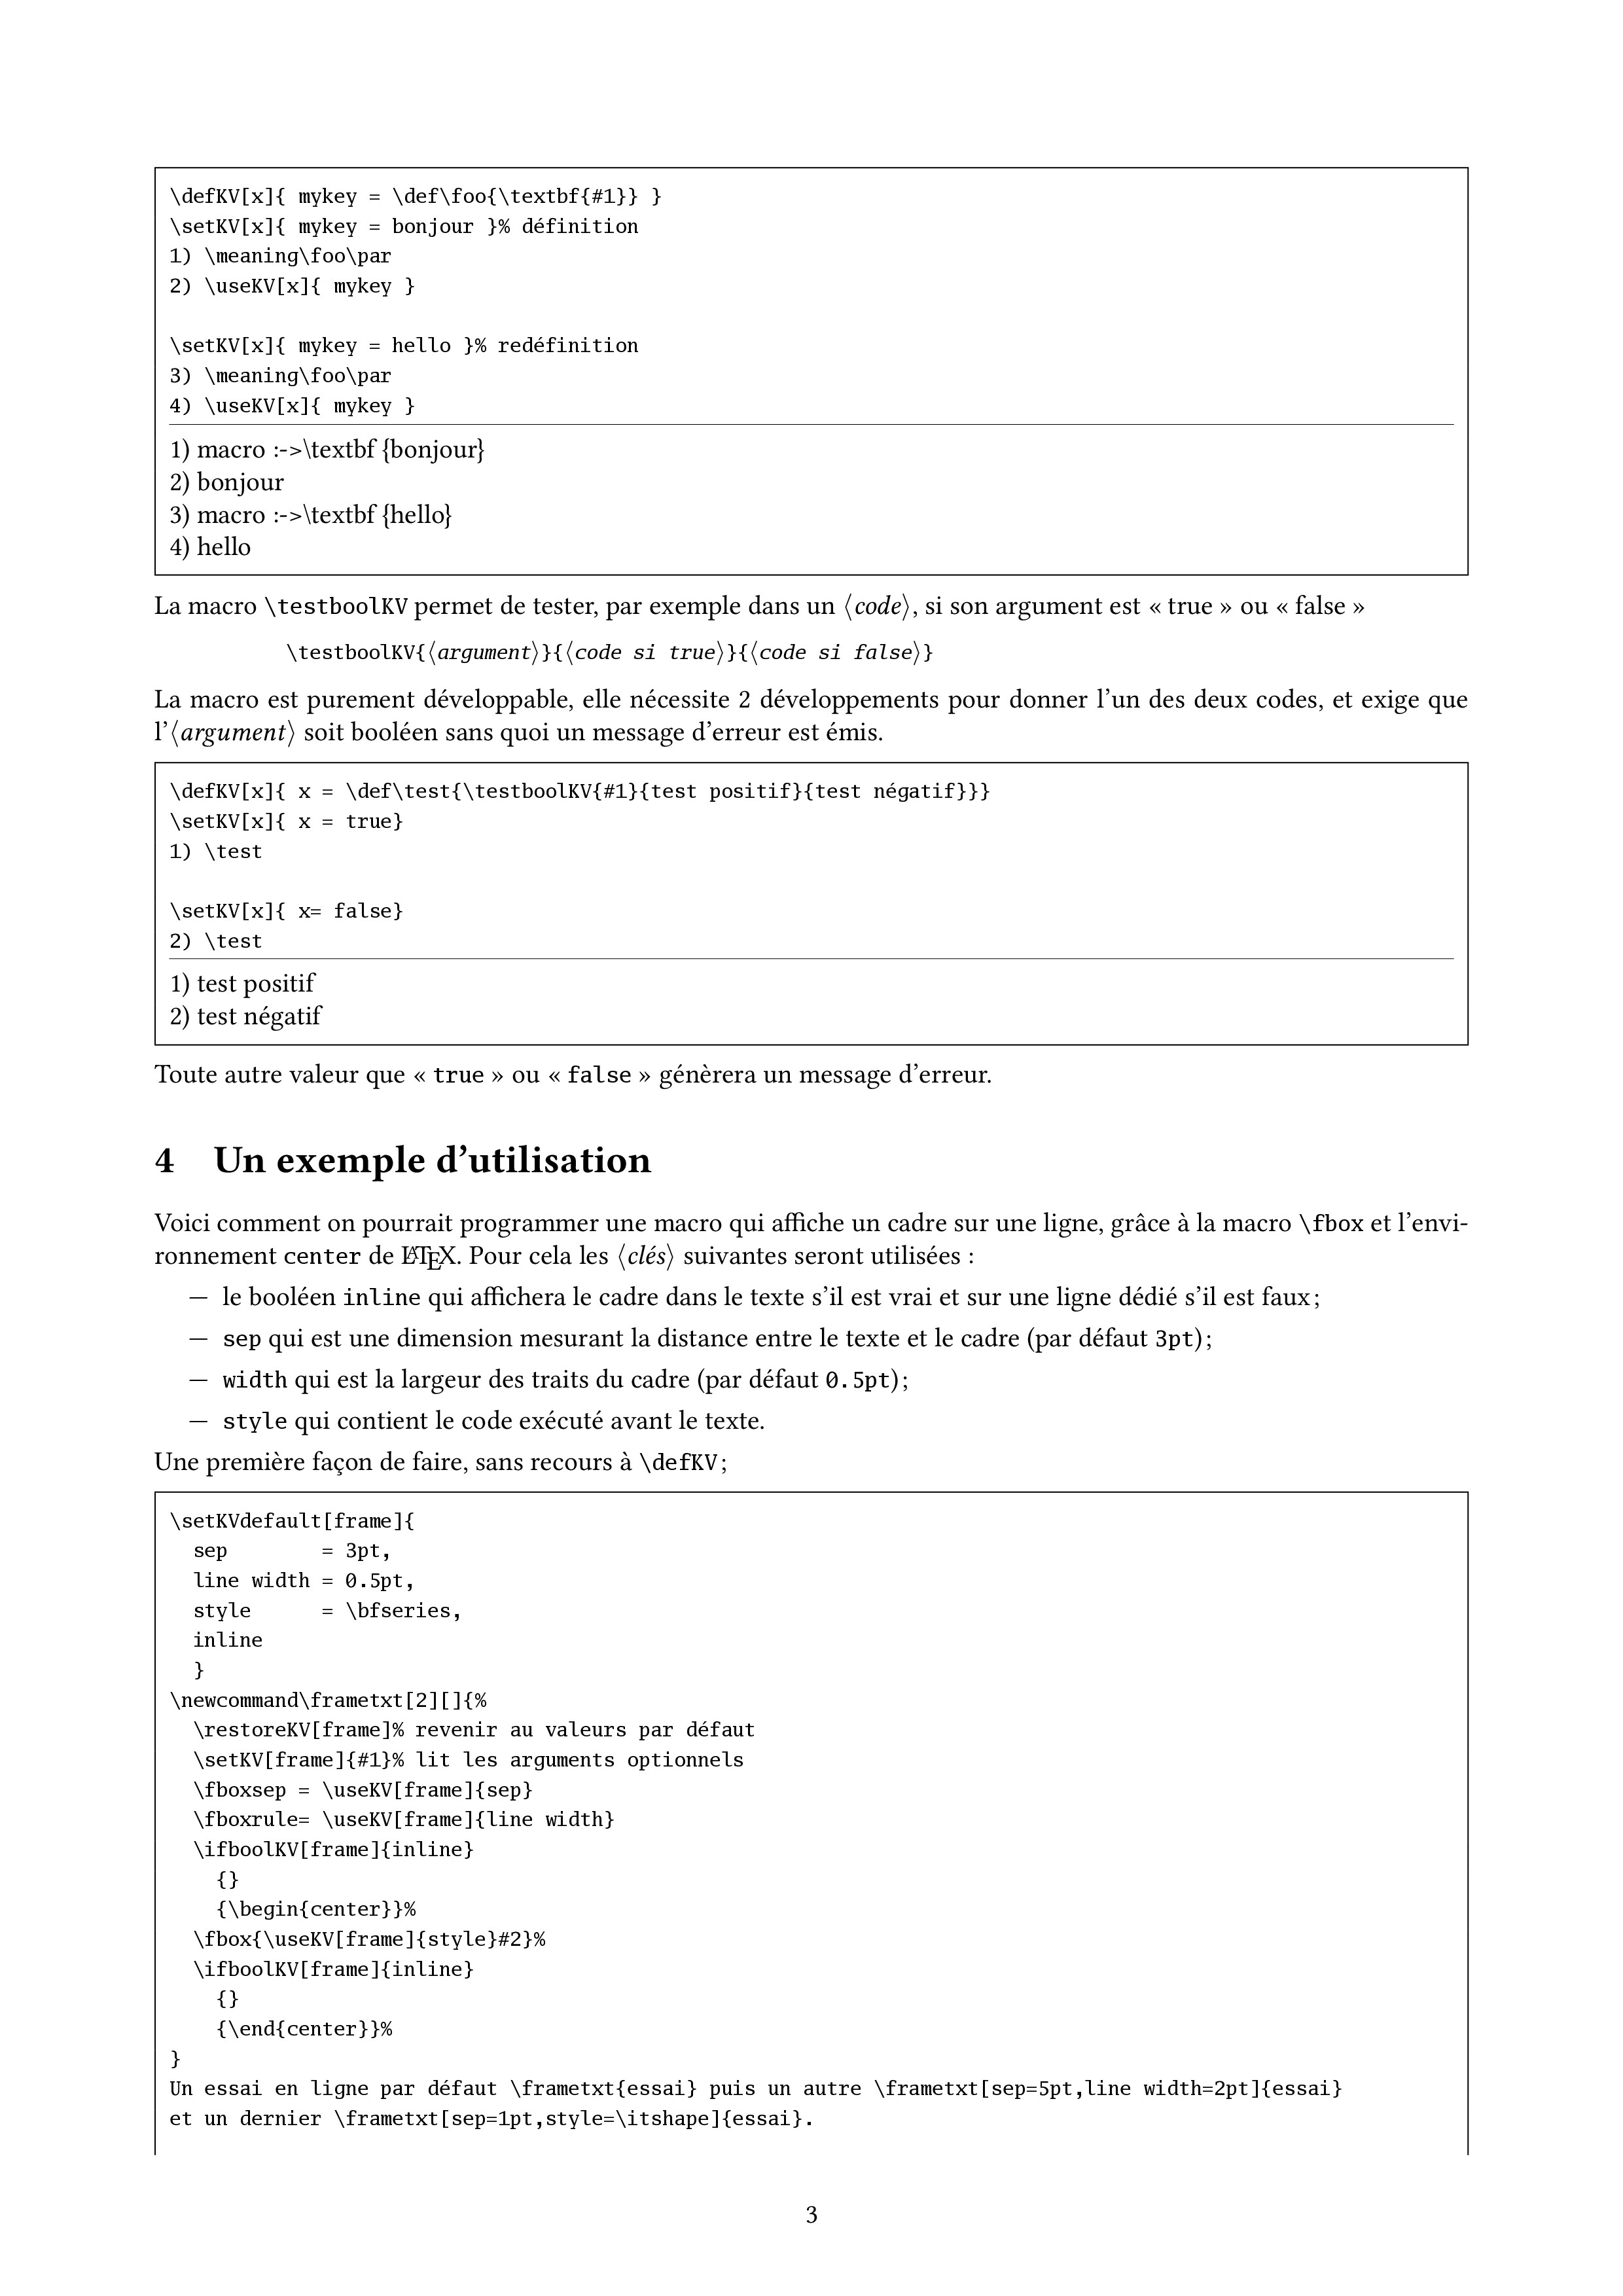 \defKV[x]{ mykey = \def\foo{\textbf{#1}} }
\setKV[x]{ mykey = bonjour }% définition
1) \meaning\foo\par
2) \useKV[x]{ mykey }

\setKV[x]{ mykey = hello }% redéfinition
3) \meaning\foo\par
4) \useKV[x]{ mykey }
1) macro :->\textbf {bonjour}
2) bonjour
3) macro :->\textbf {hello}
4) hello
La macro \testboolKV permet de tester, par exemple dans un ⟨code⟩, si son argument est « true » ou « false »
\testboolKV{⟨argument⟩}{⟨code si true⟩}{⟨code si false⟩}
La macro est purement développable, elle nécessite 2 développements pour donner l’un des deux codes, et exige que
l’⟨argument⟩ soit booléen sans quoi un message d’erreur est émis.
\defKV[x]{ x = \def\test{\testboolKV{#1}{test positif}{test négatif}}}
\setKV[x]{ x = true}
1) \test

\setKV[x]{ x= false}
2) \test
1) test positif
2) test négatif
Toute autre valeur que « true » ou « false » génèrera un message d’erreur.
4 Un exemple d’utilisation
Voici comment on pourrait programmer une macro qui affiche un cadre sur une ligne, grâce à la macro \fbox et l’envi-
ronnement center de LATEX. Pour cela les ⟨clés⟩ suivantes seront utilisées :
— le booléen inline qui affichera le cadre dans le texte s’il est vrai et sur une ligne dédié s’il est faux ;
— sep qui est une dimension mesurant la distance entre le texte et le cadre (par défaut 3pt) ;
— width qui est la largeur des traits du cadre (par défaut 0.5pt) ;
— style qui contient le code exécuté avant le texte.
Une première façon de faire, sans recours à \defKV ;
\setKVdefault[frame]{
  sep        = 3pt,
  line width = 0.5pt,
  style      = \bfseries,
  inline
  }
\newcommand\frametxt[2][]{%
  \restoreKV[frame]% revenir au valeurs par défaut
  \setKV[frame]{#1}% lit les arguments optionnels
  \fboxsep = \useKV[frame]{sep}
  \fboxrule= \useKV[frame]{line width}
  \ifboolKV[frame]{inline}
    {}
    {\begin{center}}%
  \fbox{\useKV[frame]{style}#2}%
  \ifboolKV[frame]{inline}
    {}
    {\end{center}}%
}
Un essai en ligne par défaut \frametxt{essai} puis un autre \frametxt[sep=5pt,line width=2pt]{essai}
et un dernier \frametxt[sep=1pt,style=\itshape]{essai}.
3